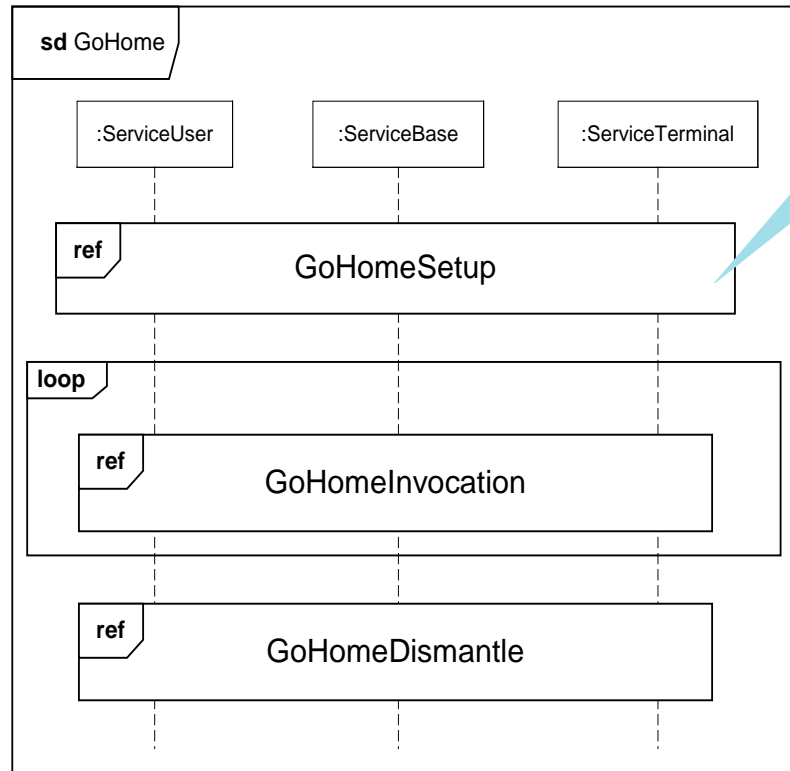 sd GoHome
:ServiceUser :ServiceBase :ServiceTerminal
ref
GoHomeSetup
loop
ref
GoHomeInvocation
ref
GoHomeDismantle